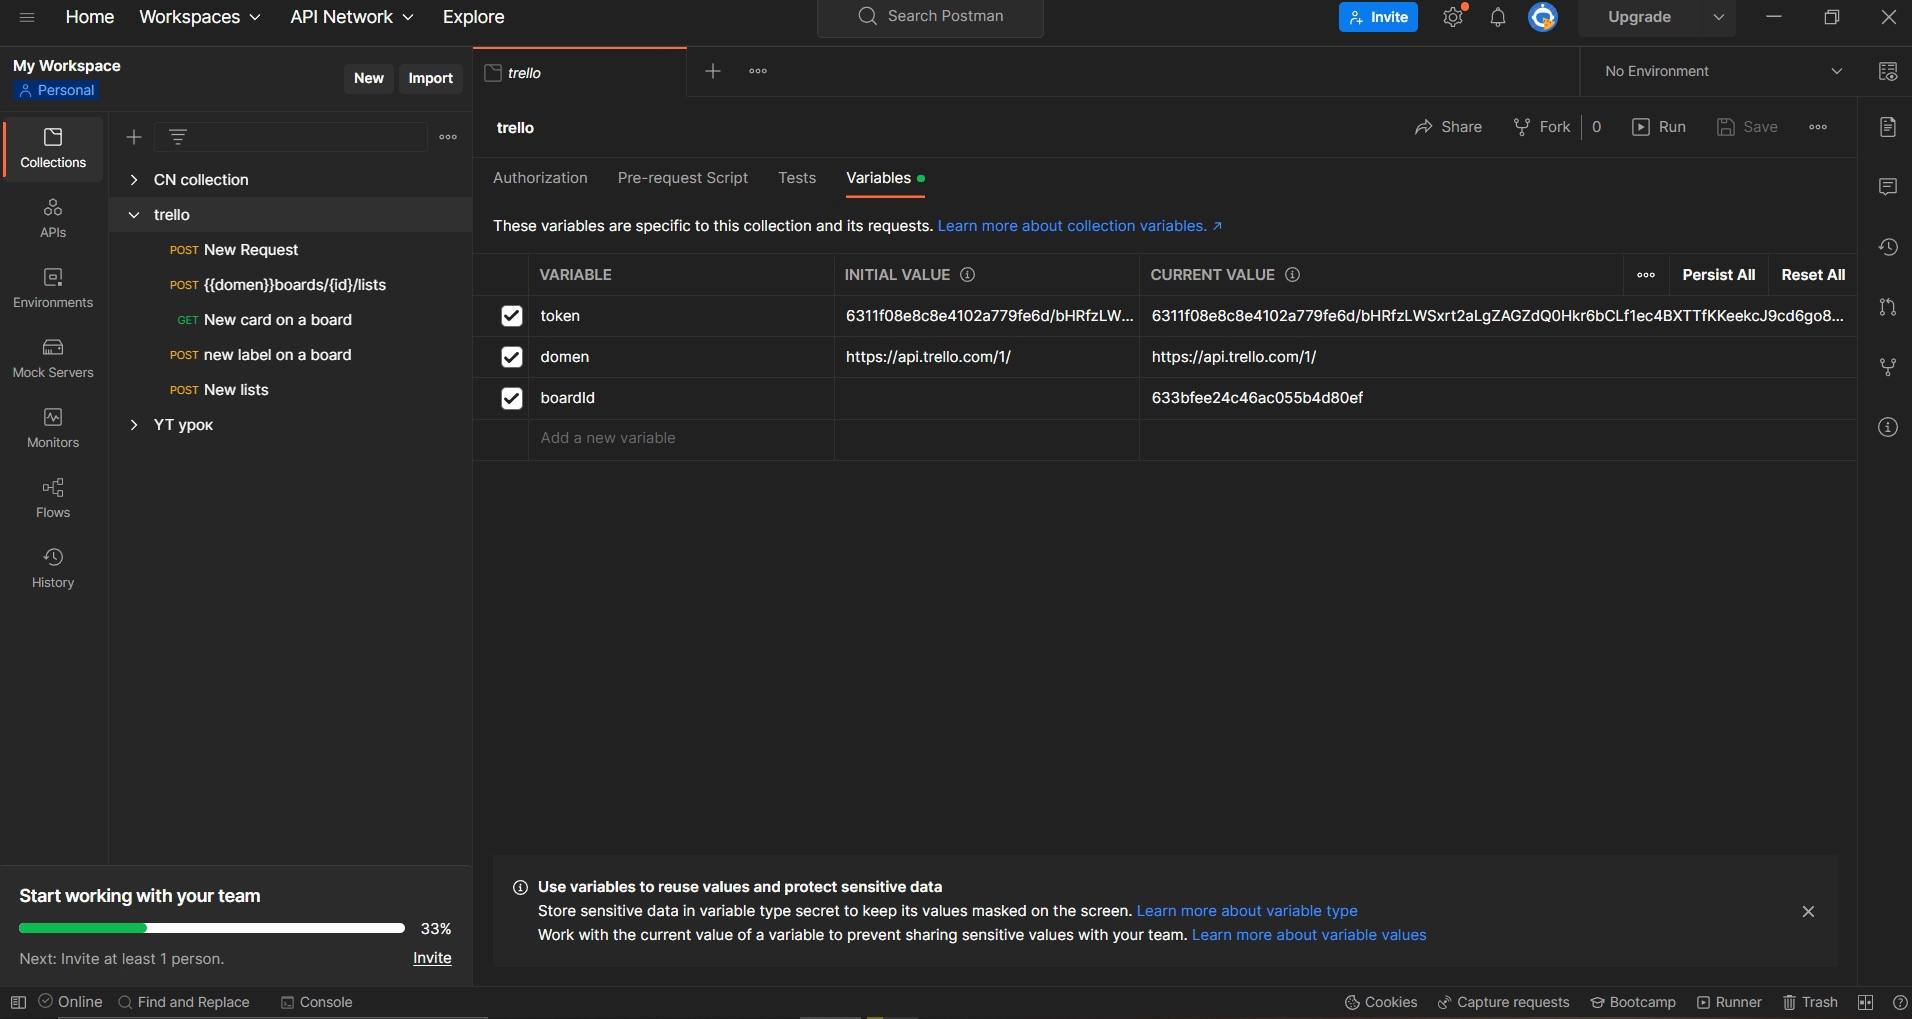 Home Workspaces API Network Explore Search Postman Invite Upgrade
My Workspace
Personal
New Import
trello
No Environment
Collections
APIs
Environments
Mock Servers
Monitors
Flows
History
CN collection
trello
POST New Request
POST {{domen}}boards/{id}/lists
GET New card on a board
POST new label on a board
POST New lists
YT урок
trello
Share Fork 0 Run Save
Authorization Pre-request Script Tests Variables
These variables are specific to this collection and its requests. Learn more about collection variables. ↗
VARIABLE INITIAL VALUE CURRENT VALUE Persist All Reset All
token 6311f08e8c8e4102a779fe6d/bHRfzLW... 6311f08e8c8e4102a779fe6d/bHRfzLWSxrt2aLgZAGZdQ0Hkr6bCLf1ec4BXTTfKKeekcJ9cd6go8...
domen https://api.trello.com/1/ https://api.trello.com/1/
boardId 633bfee24c46ac055b4d80ef
Add a new variable
Use variables to reuse values and protect sensitive data
Store sensitive data in variable type secret to keep its values masked on the screen. Learn more about variable type
Work with the current value of a variable to prevent sharing sensitive values with your team. Learn more about variable values
Start working with your team
33%
Next: Invite at least 1 person. Invite
Online Find and Replace Console Cookies Capture requests Bootcamp Runner Trash